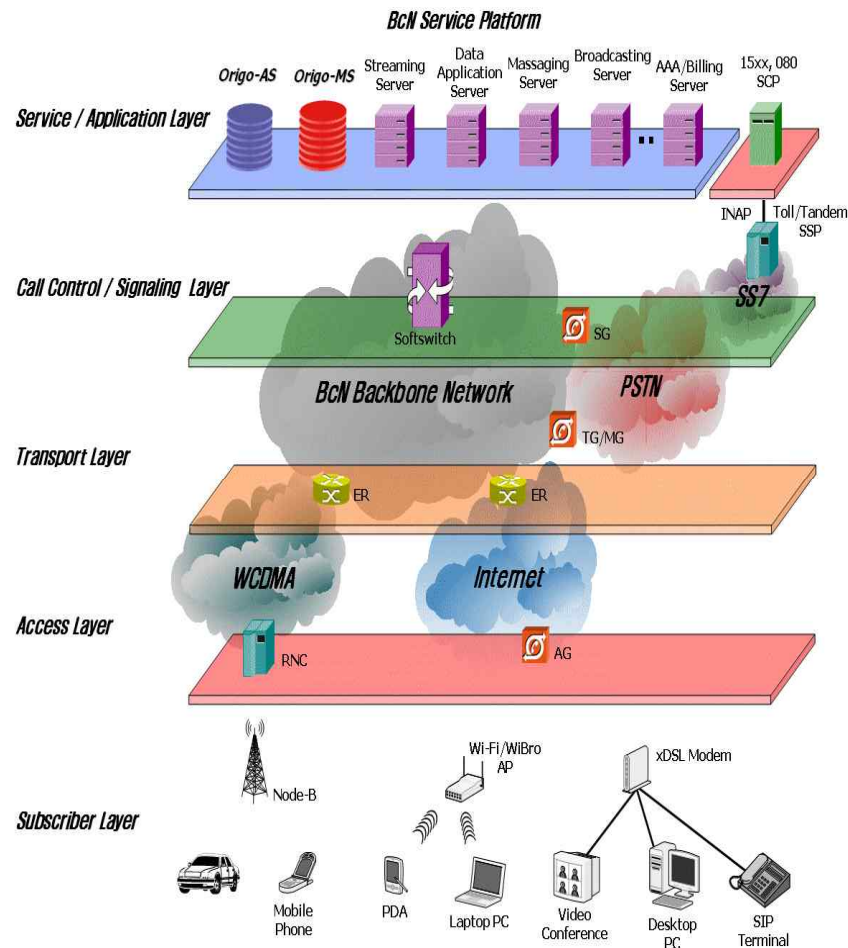 BcN Service Platform
Origo-AS
Origo-MS
Streaming
Server
Data
Application
Server
Massaging
Server
Broadcasting
Server
AAA/Billing
Server
15xx, 080
SCP
Service / Application Layer
INAP
Toll/Tandem
SSP
Call Control / Signaling Layer
SS7
Softswitch
SG
BcN Backbone Network
PSTN
TG/MG
Transport Layer
ER
ER
WCDMA
Internet
Access Layer
RNC
AG
Wi-Fi/WiBro
AP
xDSL Modem
Node-B
Subscriber Layer
Mobile
Phone
PDA
Laptop PC
Video
Conference
Desktop
PC
SIP
Terminal